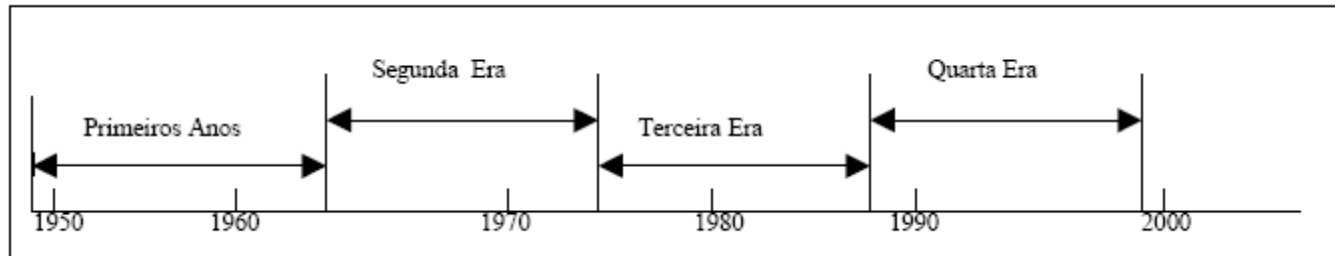 Segunda Era
Quarta Era
Primeiros Anos
Terceira Era
1950 1960 1970 1980 1990 2000